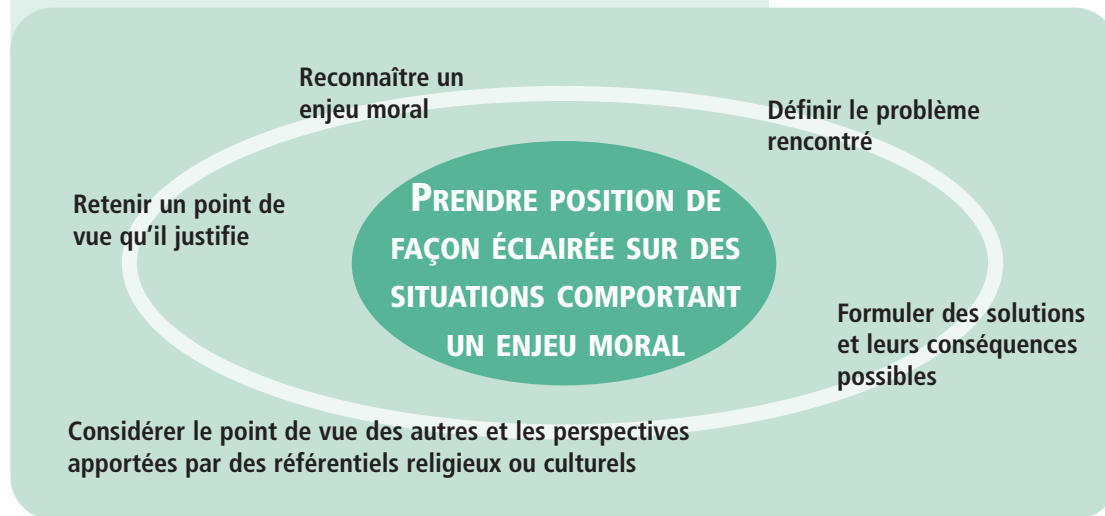 Reconnaître un
enjeu moral
Définir le problème
rencontré
PRENDRE POSITION DE
FAÇON ÉCLAIRÉE SUR DES
SITUATIONS COMPORTANT
UN ENJEU MORAL
Retenir un point de
vue qu'il justifie
Formuler des solutions
et leurs conséquences
possibles
Considérer le point de vue des autres et les perspectives
apportées par des référentiels religieux ou culturels